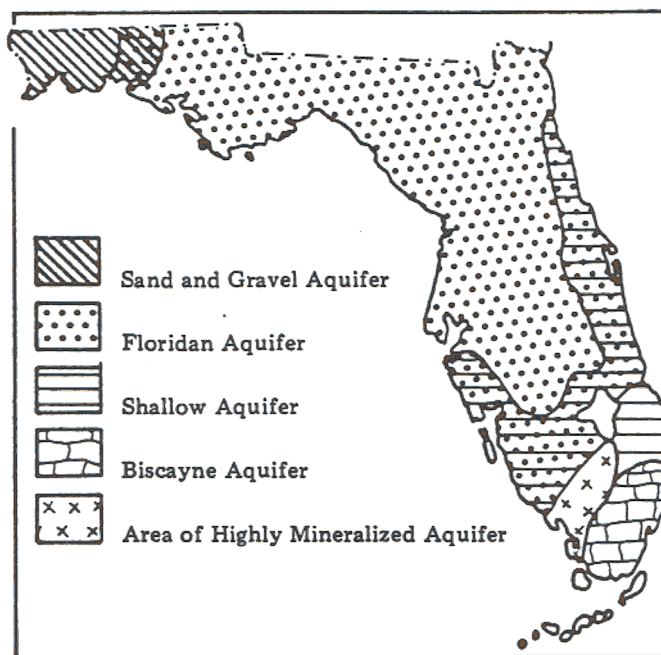 Sand and Gravel Aquifer
Floridan Aquifer
Shallow Aquifer
Biscayne Aquifer
Area of Highly Mineralized Aquifer